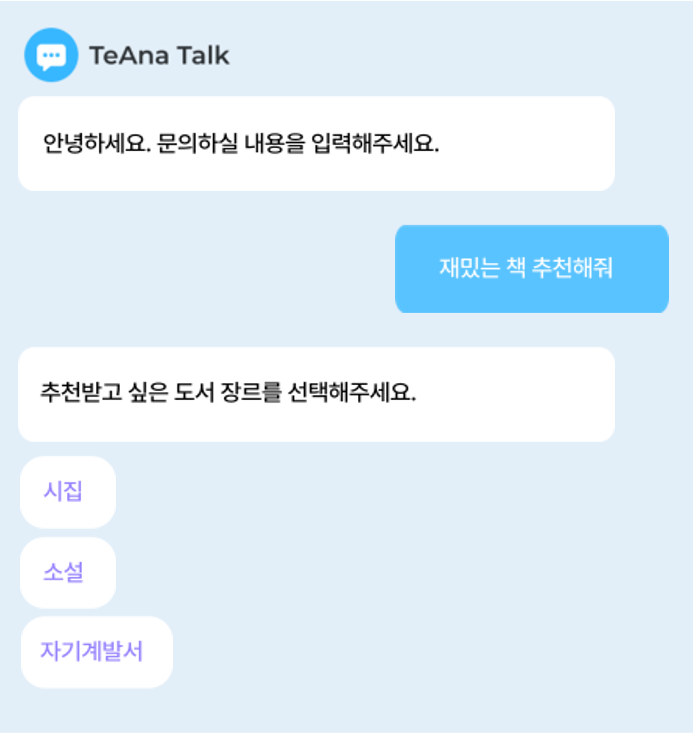 TeAna Talk
안녕하세요. 문의하실 내용을 입력해주세요.
재밌는 책 추천해줘
추천받고 싶은 도서 장르를 선택해주세요.
시집
소설
자기계발서